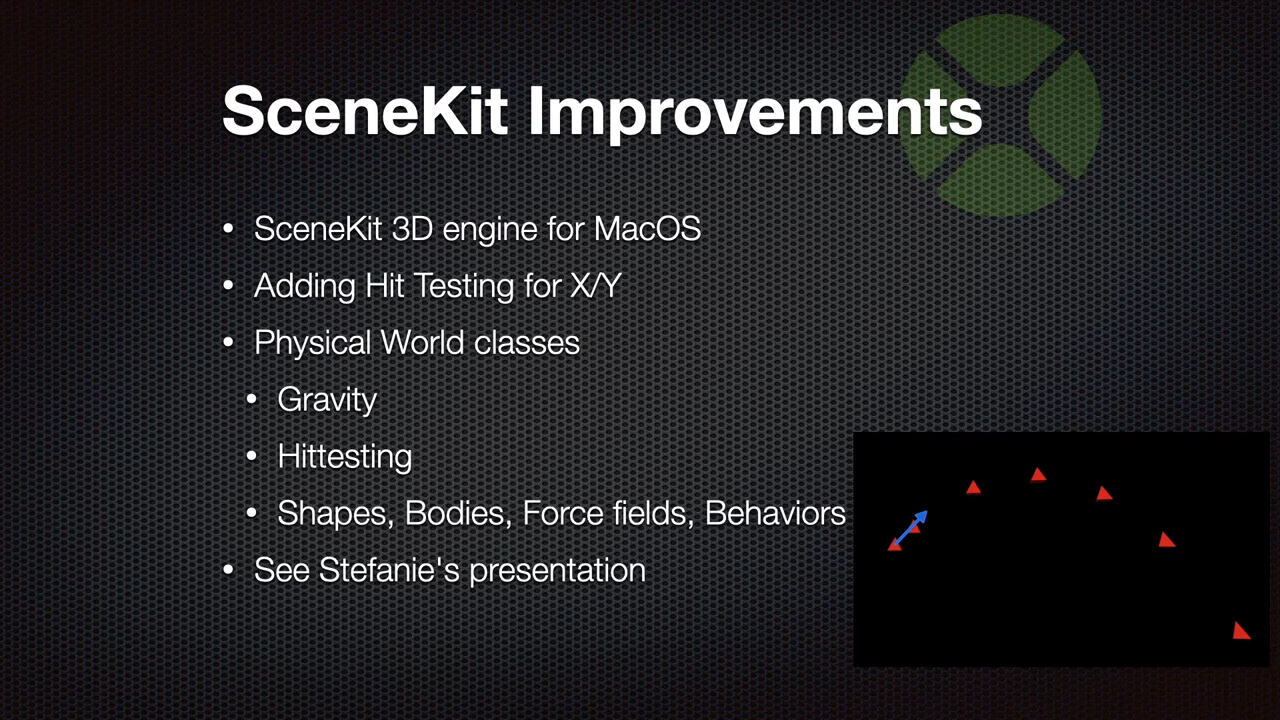 SceneKit Improvements
• SceneKit 3D engine for MacOS
• Adding Hit Testing for X/Y
• Physical World classes
• Gravity
• Hittesting
• Shapes, Bodies, Force fields, Behaviors
• See Stefanie's presentation